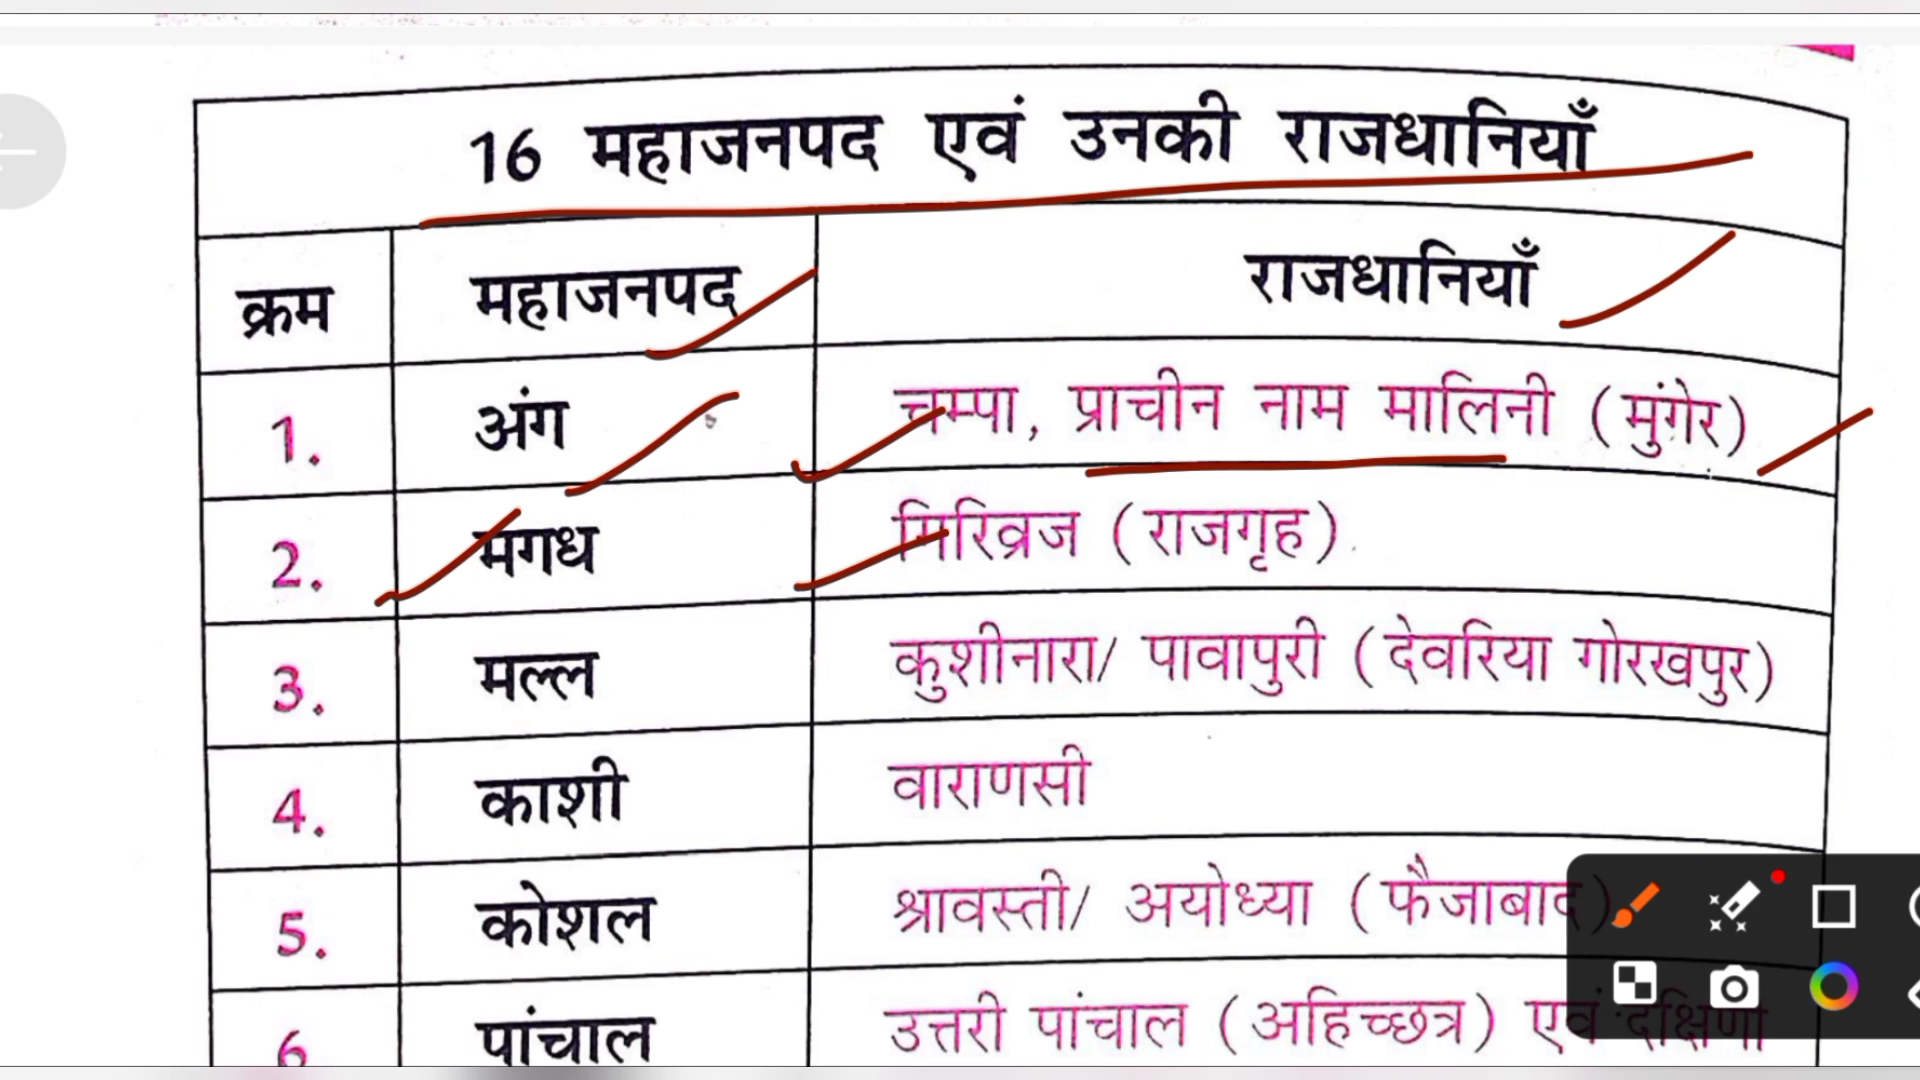 16 महाजनपद एवं उनकी राजधानियाँ
क्रम महाजनपद राजधानियाँ
1. अंग चम्पा, प्राचीन नाम मालिनी (मुंगेर)
2. मगध गिरिव्रज (राजगृह)
3. मल्ल कुशीनारा/ पावापुरी (देवरिया गोरखपुर)
4. काशी वाराणसी
5. कोशल श्रावस्ती/ अयोध्या (फैजाबाद)
6 पांचाल उत्तरी पांचाल (अहिच्छत्र) एवं दक्षिणी